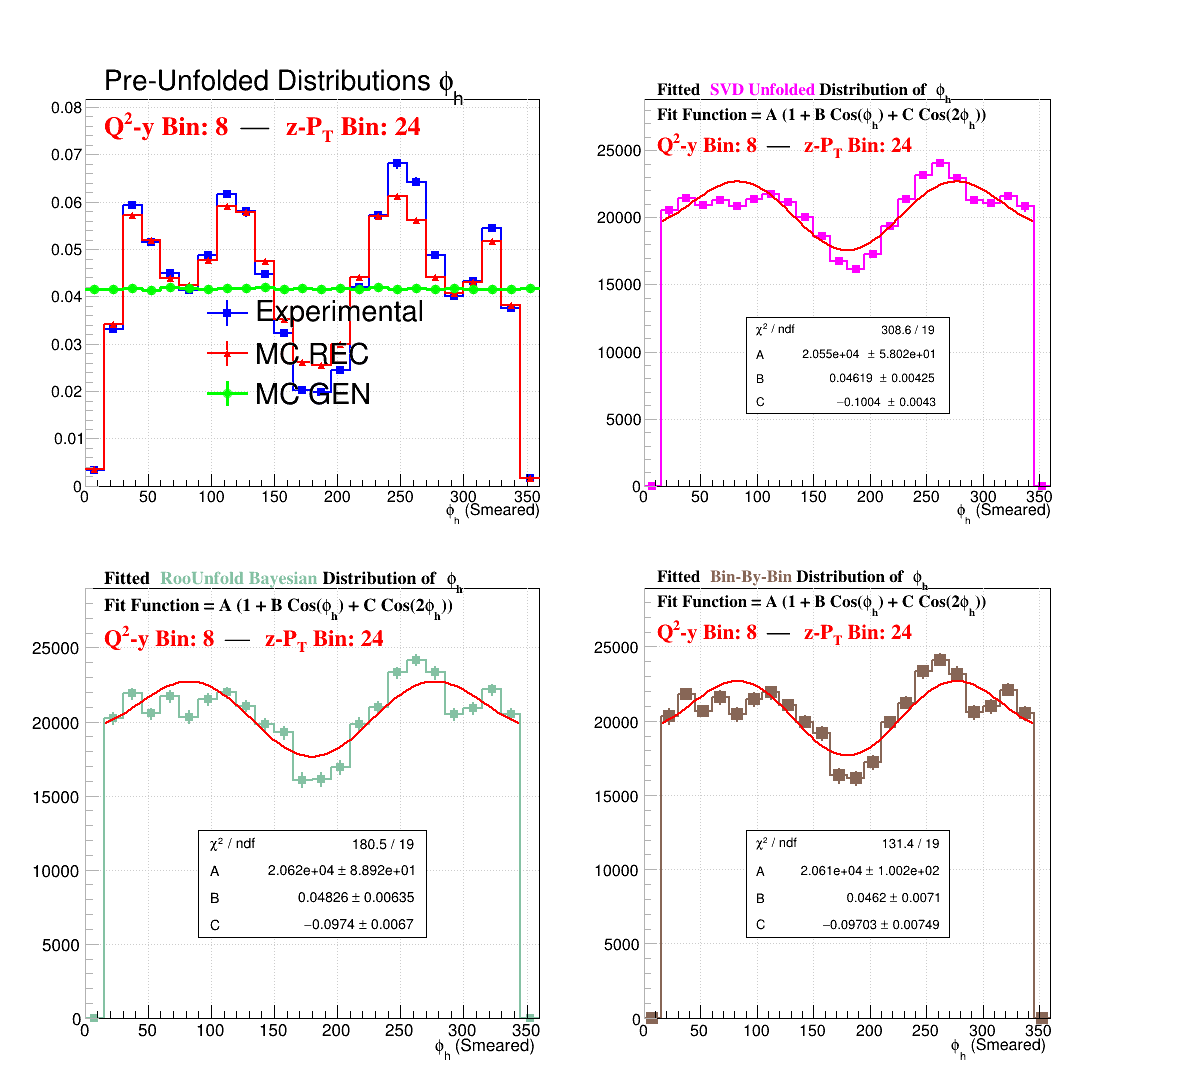 Pre-Unfolded Distributions ϕh
Q²-y Bin: 8 — z-PT Bin: 24
0.08
0.07
0.06
0.05
0.04
0.03
0.02
0.01
0
Experimental
MC REC
MC GEN
0 50 100 150 200 250 300 350
ϕh (Smeared)
Fitted SVD Unfolded Distribution of ϕh
Fit Function = A (1 + B Cos(ϕh) + C Cos(2ϕh))
Q²-y Bin: 8 — z-PT Bin: 24
25000
20000
15000
10000
5000
0
χ² / ndf 308.6 / 19
A 2.055e+04 ± 5.802e+01
B 0.04619 ± 0.00425
C −0.1004 ± 0.0043
0 50 100 150 200 250 300 350
ϕh (Smeared)
Fitted RooUnfold Bayesian Distribution of ϕh
Fit Function = A (1 + B Cos(ϕh) + C Cos(2ϕh))
Q²-y Bin: 8 — z-PT Bin: 24
25000
20000
15000
10000
5000
0
χ² / ndf 180.5 / 19
A 2.062e+04 ± 8.892e+01
B 0.04826 ± 0.00635
C −0.0974 ± 0.0067
0 50 100 150 200 250 300 350
ϕh (Smeared)
Fitted Bin-By-Bin Distribution of ϕh
Fit Function = A (1 + B Cos(ϕh) + C Cos(2ϕh))
Q²-y Bin: 8 — z-PT Bin: 24
25000
20000
15000
10000
5000
0
χ² / ndf 131.4 / 19
A 2.061e+04 ± 1.002e+02
B 0.0462 ± 0.0071
C −0.09703 ± 0.00749
0 50 100 150 200 250 300 350
ϕh (Smeared)